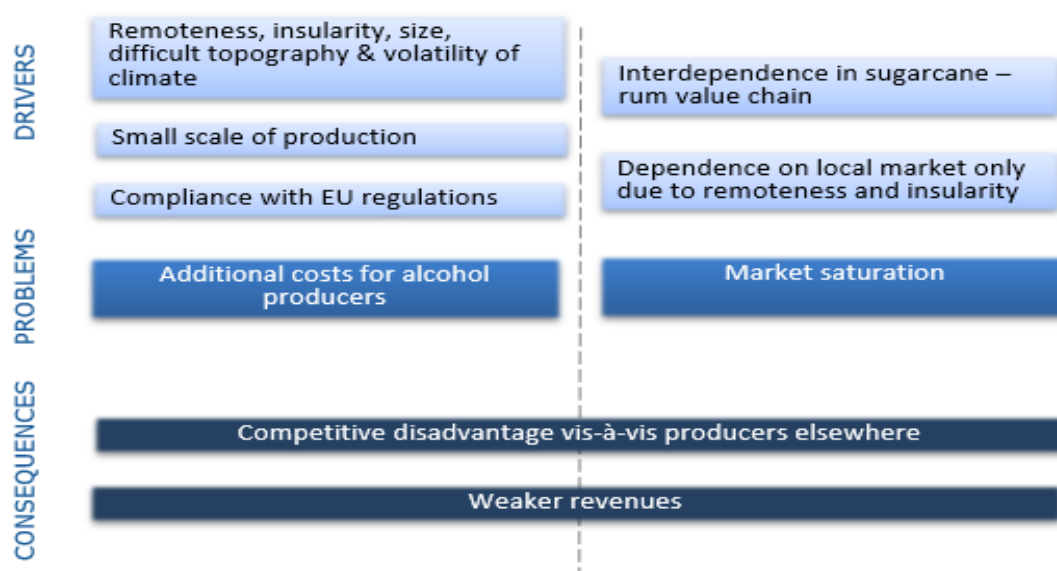 DRIVERS
Remoteness, insularity, size,
difficult topography & volatility of
climate
Small scale of production
Compliance with EU regulations
Interdependence in sugarcane –
rum value chain
Dependence on local market only
due to remoteness and insularity
PROBLEMS
Additional costs for alcohol
producers
Market saturation
CONSEQUENCES
Competitive disadvantage vis-à-vis producers elsewhere
Weaker revenues